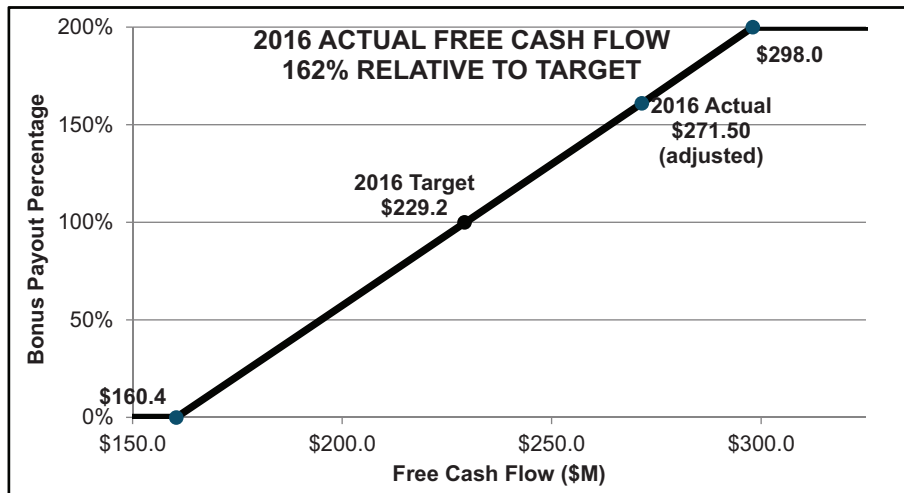 2016 ACTUAL FREE CASH FLOW
162% RELATIVE TO TARGET
Bonus Payout Percentage
200%
150%
100%
50%
0%
$298.0
2016 Actual
$271.50
(adjusted)
2016 Target
$229.2
$160.4
$150.0
$200.0
$250.0
$300.0
Free Cash Flow ($M)